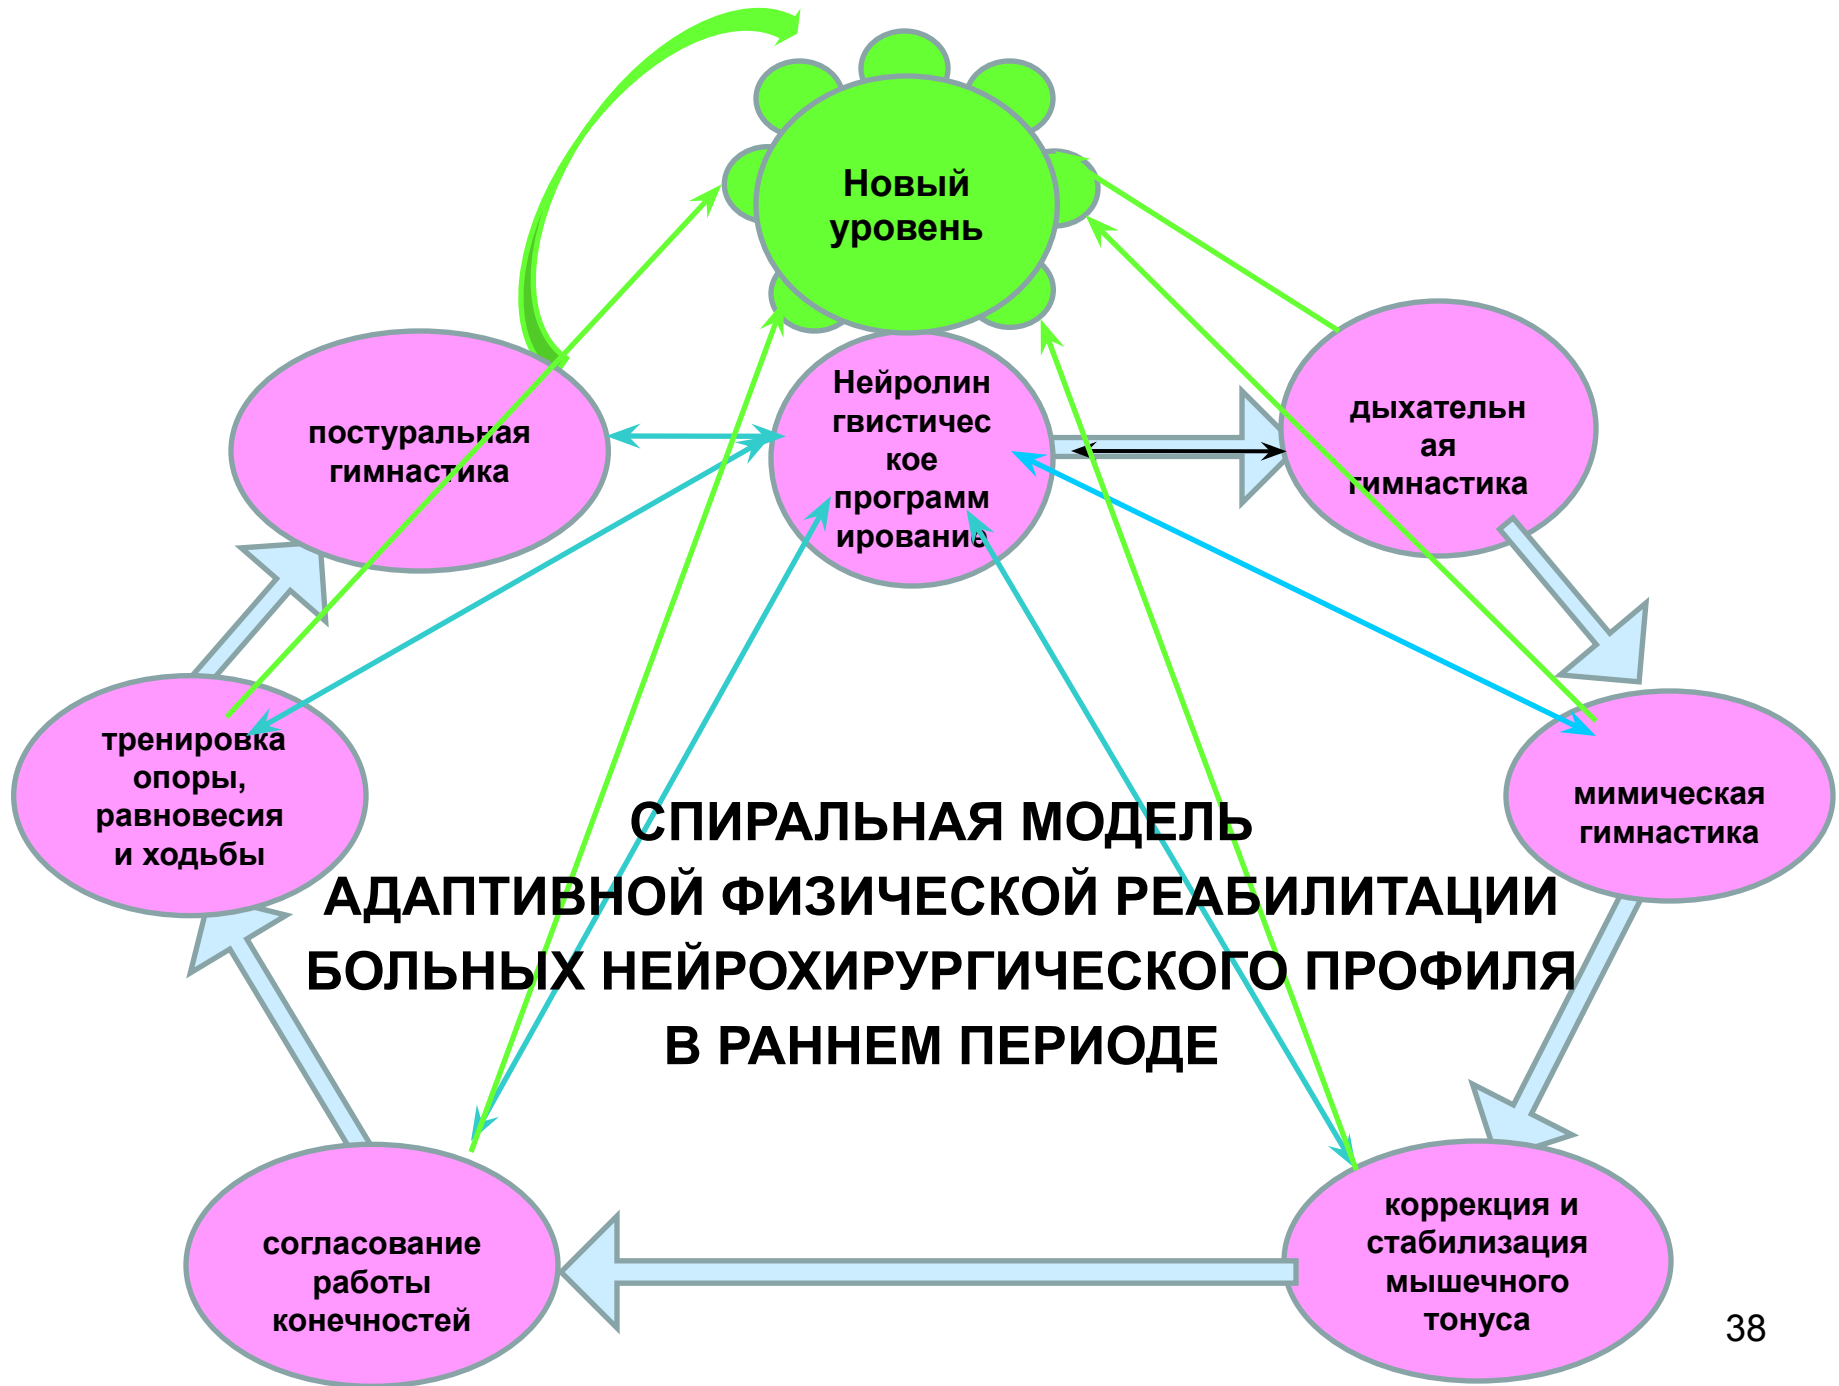 Новый
уровень
Нейролин
гвистичес
кое
программ
ирование
дыхательн
ая
гимнастика
постуральная
гимнастика
тренировка
опоры,
равновесия
и ходьбы
мимическая
гимнастика
СПИРАЛЬНАЯ МОДЕЛЬ
АДАПТИВНОЙ ФИЗИЧЕСКОЙ РЕАБИЛИТАЦИИ
БОЛЬНЫХ НЕЙРОХИРУРГИЧЕСКОГО ПРОФИЛЯ
В РАННЕМ ПЕРИОДЕ
согласование
работы
конечностей
коррекция и
стабилизация
мышечного
тонуса
38